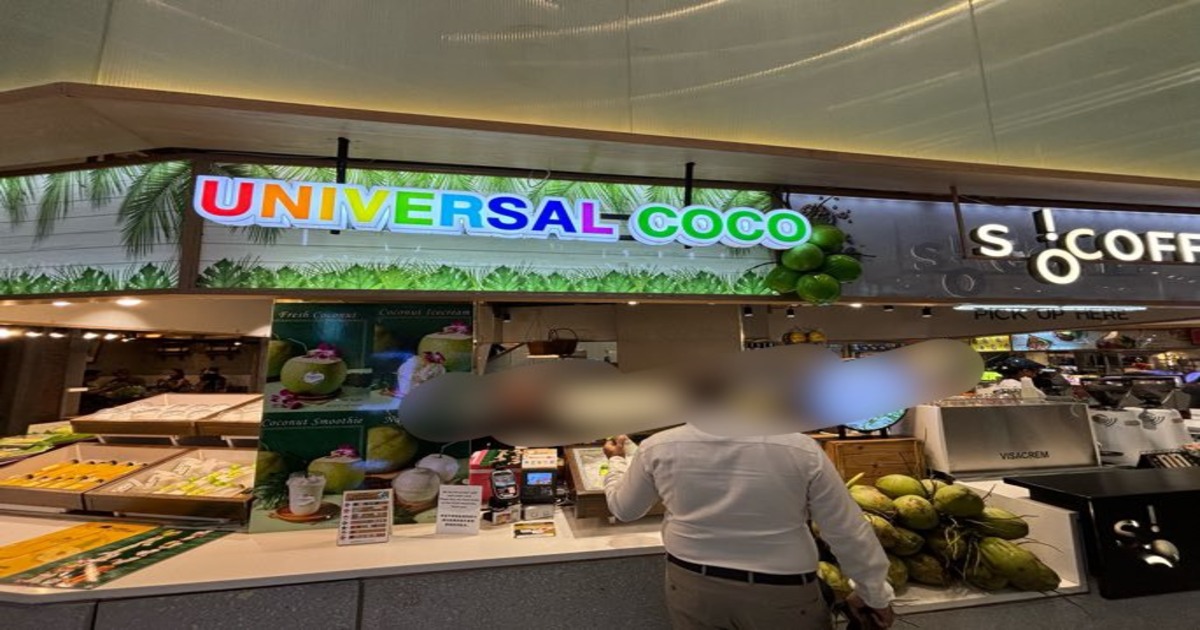 UNIVERSAL COCO
S!O COFF
PICK UP HERE
Fresh Coconut
Coconut Icecream
Coconut Smoothie
VISACREM
S!O